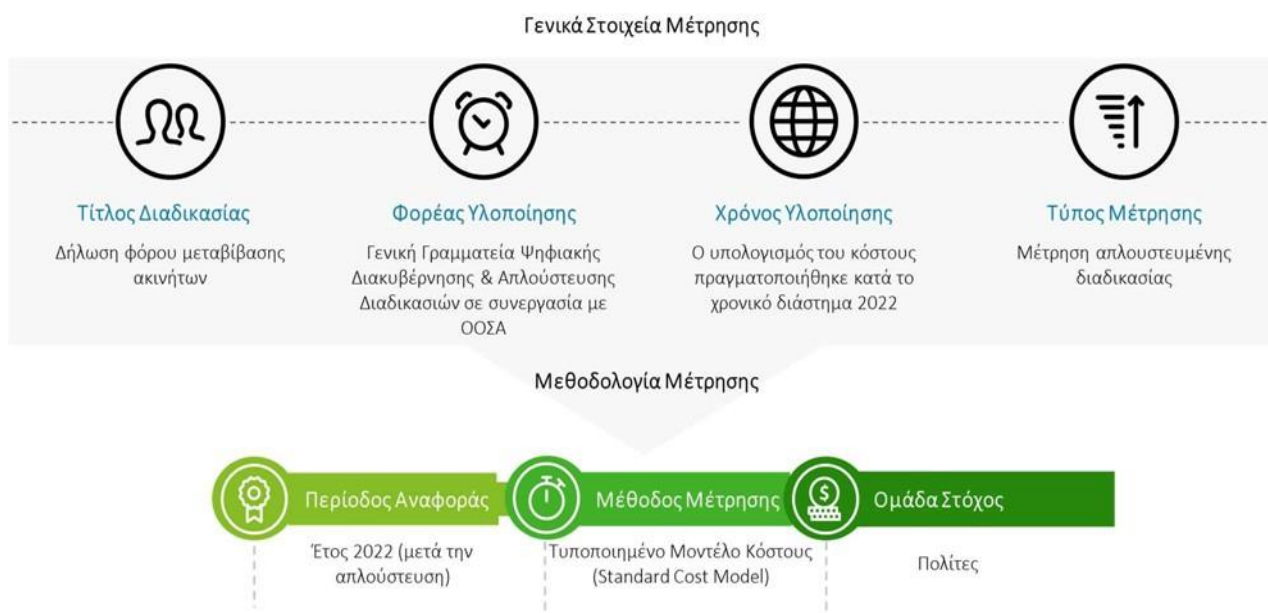 Γενικά Στοιχεία Μέτρησης
Τίτλος Διαδικασίας
Δήλωση φόρου μεταβίβασης
ακινήτων
Φορέας Υλοποίησης
Γενική Γραμματεία Ψηφιακής
Διακυβέρνησης & Απλούστευσης
Διαδικασιών σε συνεργασία με
ΟΟΣΑ
Χρόνος Υλοποίησης
Ο υπολογισμός του κόστους
πραγματοποιήθηκε κατά το
χρονικό διάστημα 2022
Τύπος Μέτρησης
Μέτρηση απλουστευμένης
διαδικασίας
Μεθοδολογία Μέτρησης
Περίοδος Αναφοράς
Έτος 2022 (μετά την
απλούστευση)
Μέθοδος Μέτρησης
Τυποποιημένο Μοντέλο Κόστους
(Standard Cost Model)
Ομάδα Στόχος
Πολίτες